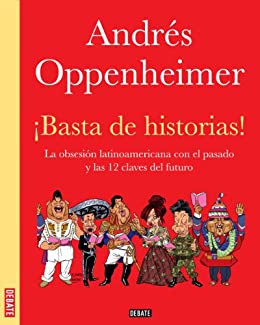 Andrés
Oppenheimer
¡Basta de historias!
La obsesión latinoamericana con el pasado
y las 12 claves del futuro
DEBATE
DEBATE